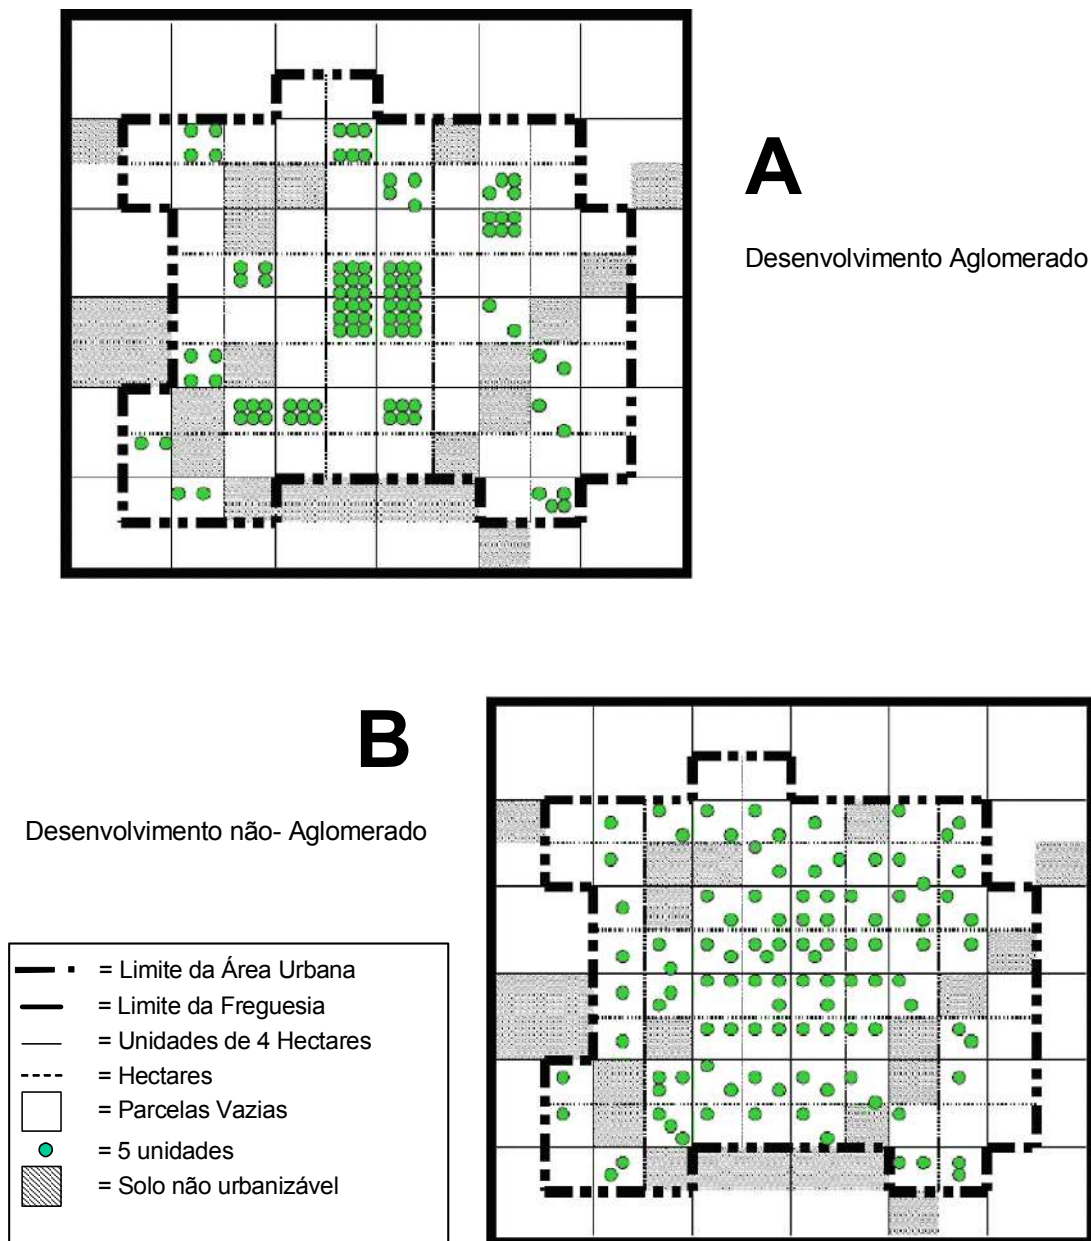 A
Desenvolvimento Aglomerado
B
Desenvolvimento não- Aglomerado
= Limite da Área Urbana
= Limite da Freguesia
= Unidades de 4 Hectares
= Hectares
= Parcelas Vazias
= 5 unidades
= Solo não urbanizável